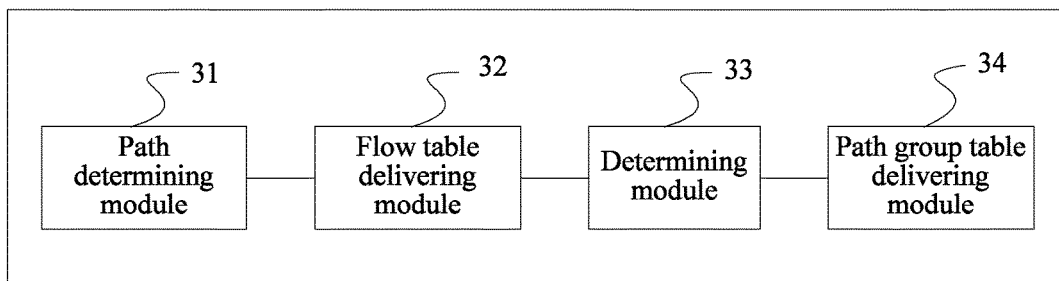 31
32
33
34
Path
determining
module
Flow table
delivering
module
Determining
module
Path group table
delivering
module